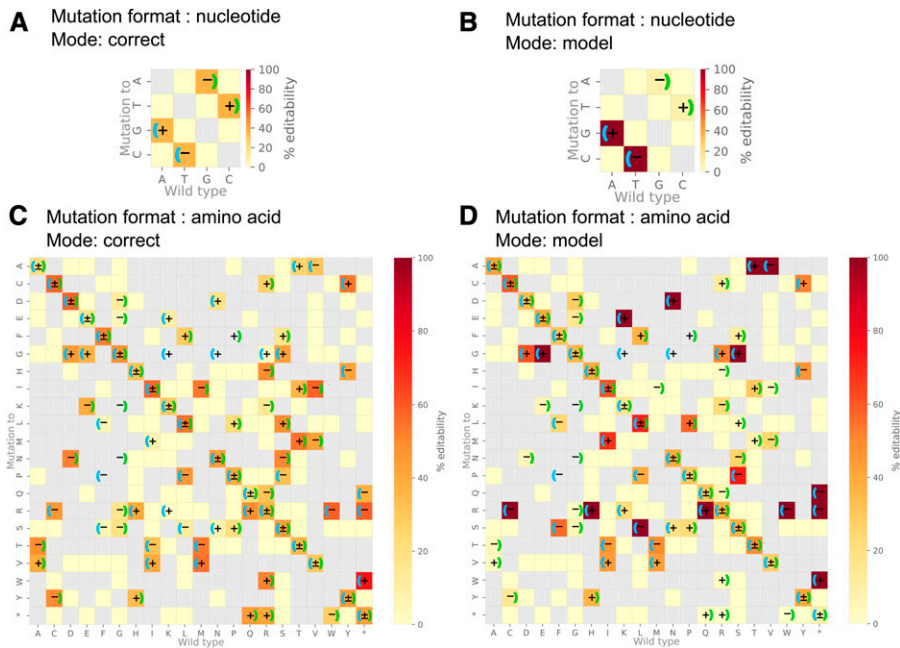 A
Mutation format : nucleotide
Mode: correct
Mutation to
A
T
G
C
A T G C
Wild type
100
80
60
40
20
0
% editability
B
Mutation format : nucleotide
Mode: model
Mutation to
A
T
G
C
A T G C
Wild type
100
80
60
40
20
0
% editability
C
Mutation format : amino acid
Mode: correct
Mutation to
A
C
D
E
F
G
H
I
K
L
M
N
P
Q
R
S
T
V
W
Y
*
A C D E F G H I K L M N P Q R S T V W Y *
Wild type
100
80
60
40
20
0
% editability
D
Mutation format : amino acid
Mode: model
Mutation to
A
C
D
E
F
G
H
I
K
L
M
N
P
Q
R
S
T
V
W
Y
*
A C D E F G H I K L M N P Q R S T V W Y *
Wild type
100
80
60
40
20
0
% editability